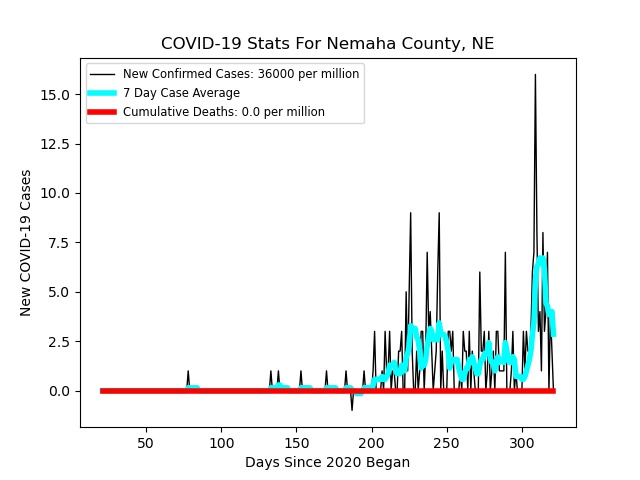 COVID-19 Stats For Nemaha County, NE
New Confirmed Cases: 36000 per million
7 Day Case Average
Cumulative Deaths: 0.0 per million
New COVID-19 Cases
15.0
12.5
10.0
7.5
5.0
2.5
0.0
50 100 150 200 250 300
Days Since 2020 Began